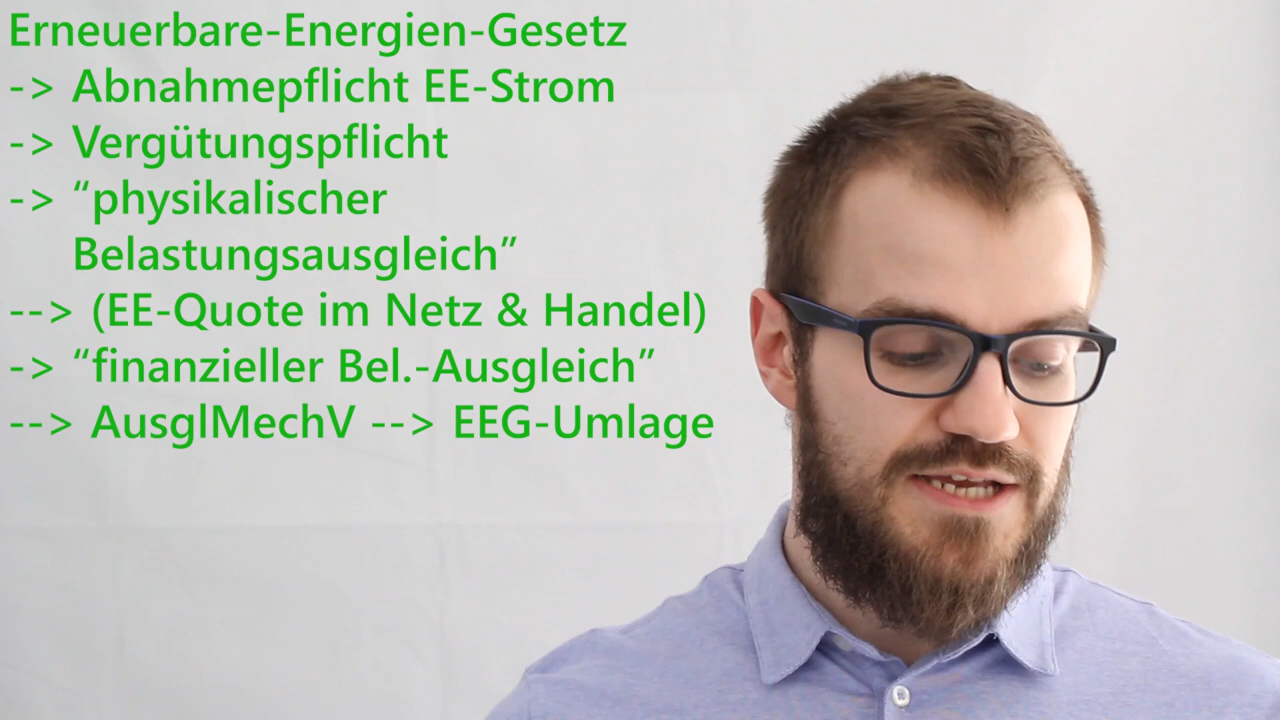 Erneuerbare-Energien-Gesetz
-> Abnahmepflicht EE-Strom
-> Vergütungspflicht
-> “physikalischer
Belastungsausgleich”
--> (EE-Quote im Netz & Handel)
-> “finanzieller Bel.-Ausgleich”
--> AusglMechV --> EEG-Umlage